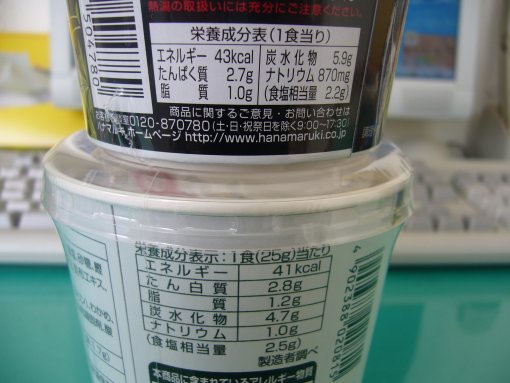 熱湯の取扱いには充分にご注意ください。
504780
栄養成分表(1食当り)
エネルギー 43kcal 炭水化物 5.9g
たんぱく質 2.7g ナトリウム 870mg
脂質 1.0g (食塩相当量 2.2g)
商品に関するご意見・お問い合わせは
0120-870780(土・日・祝祭日を除く9:00〜17:30)
ハナマルキ.ホームページ http://www.hanamaruki.co.jp
栄養成分表示:1食(25g)当たり
エネルギー 41kcal
たん白質 2.8g
脂質 1.2g
炭水化物 4.7g
ナトリウム 1.0g
(食塩相当量 2.5g)
製造者調べ
本商品に含まれているアレルギー物質
4902388020815